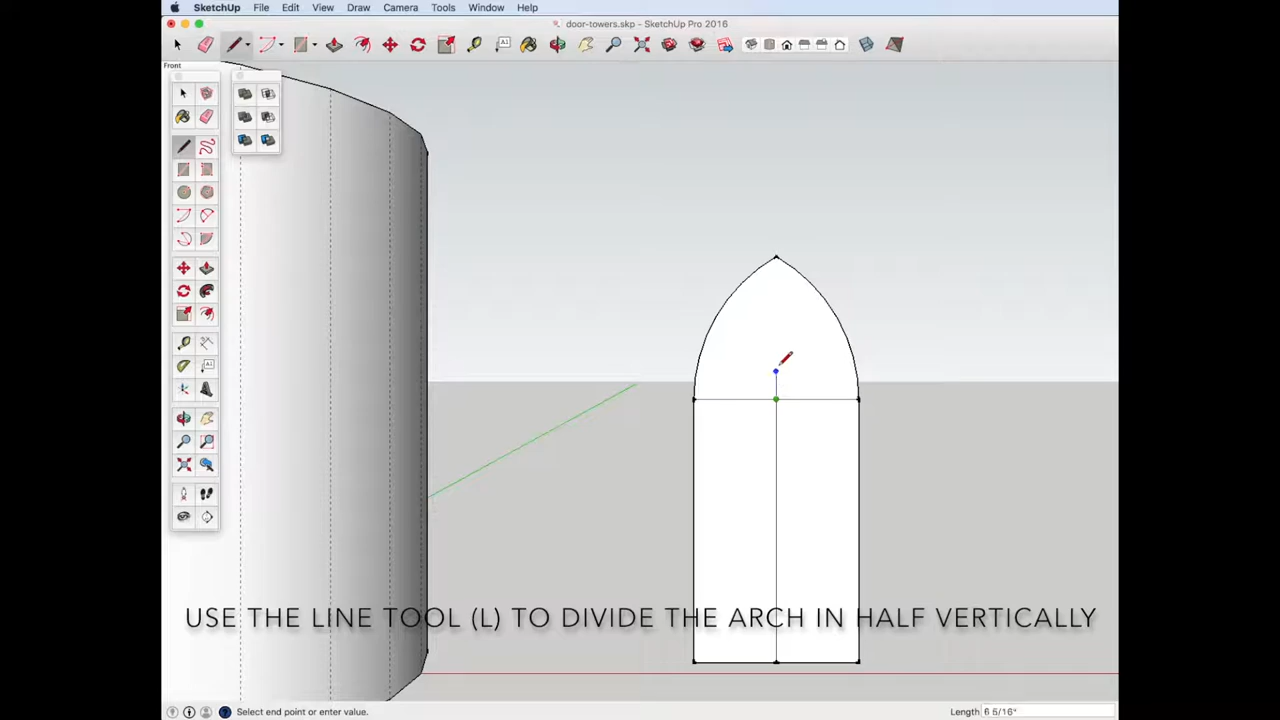 SketchUp File Edit View Draw Camera Tools Window Help
door-towers.skp - SketchUp Pro 2016
Front
USE THE LINE TOOL (L) TO DIVIDE THE ARCH IN HALF VERTICALLY
Select end point or enter value.
Length 6 5/16"